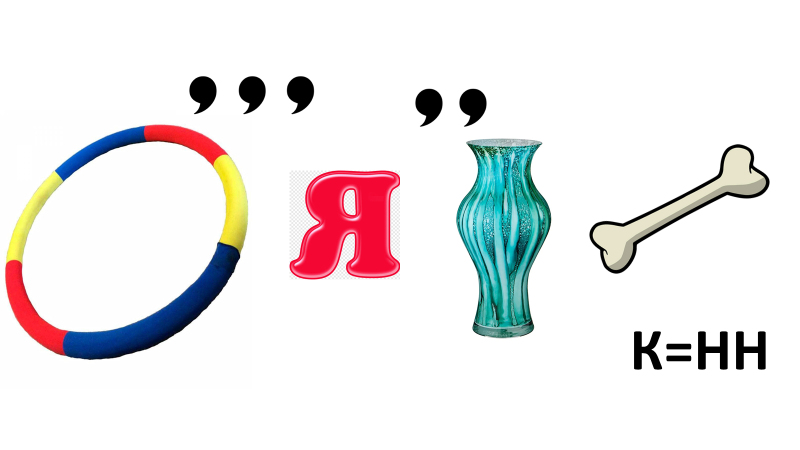 , , ,
, ,
Я
К=НН